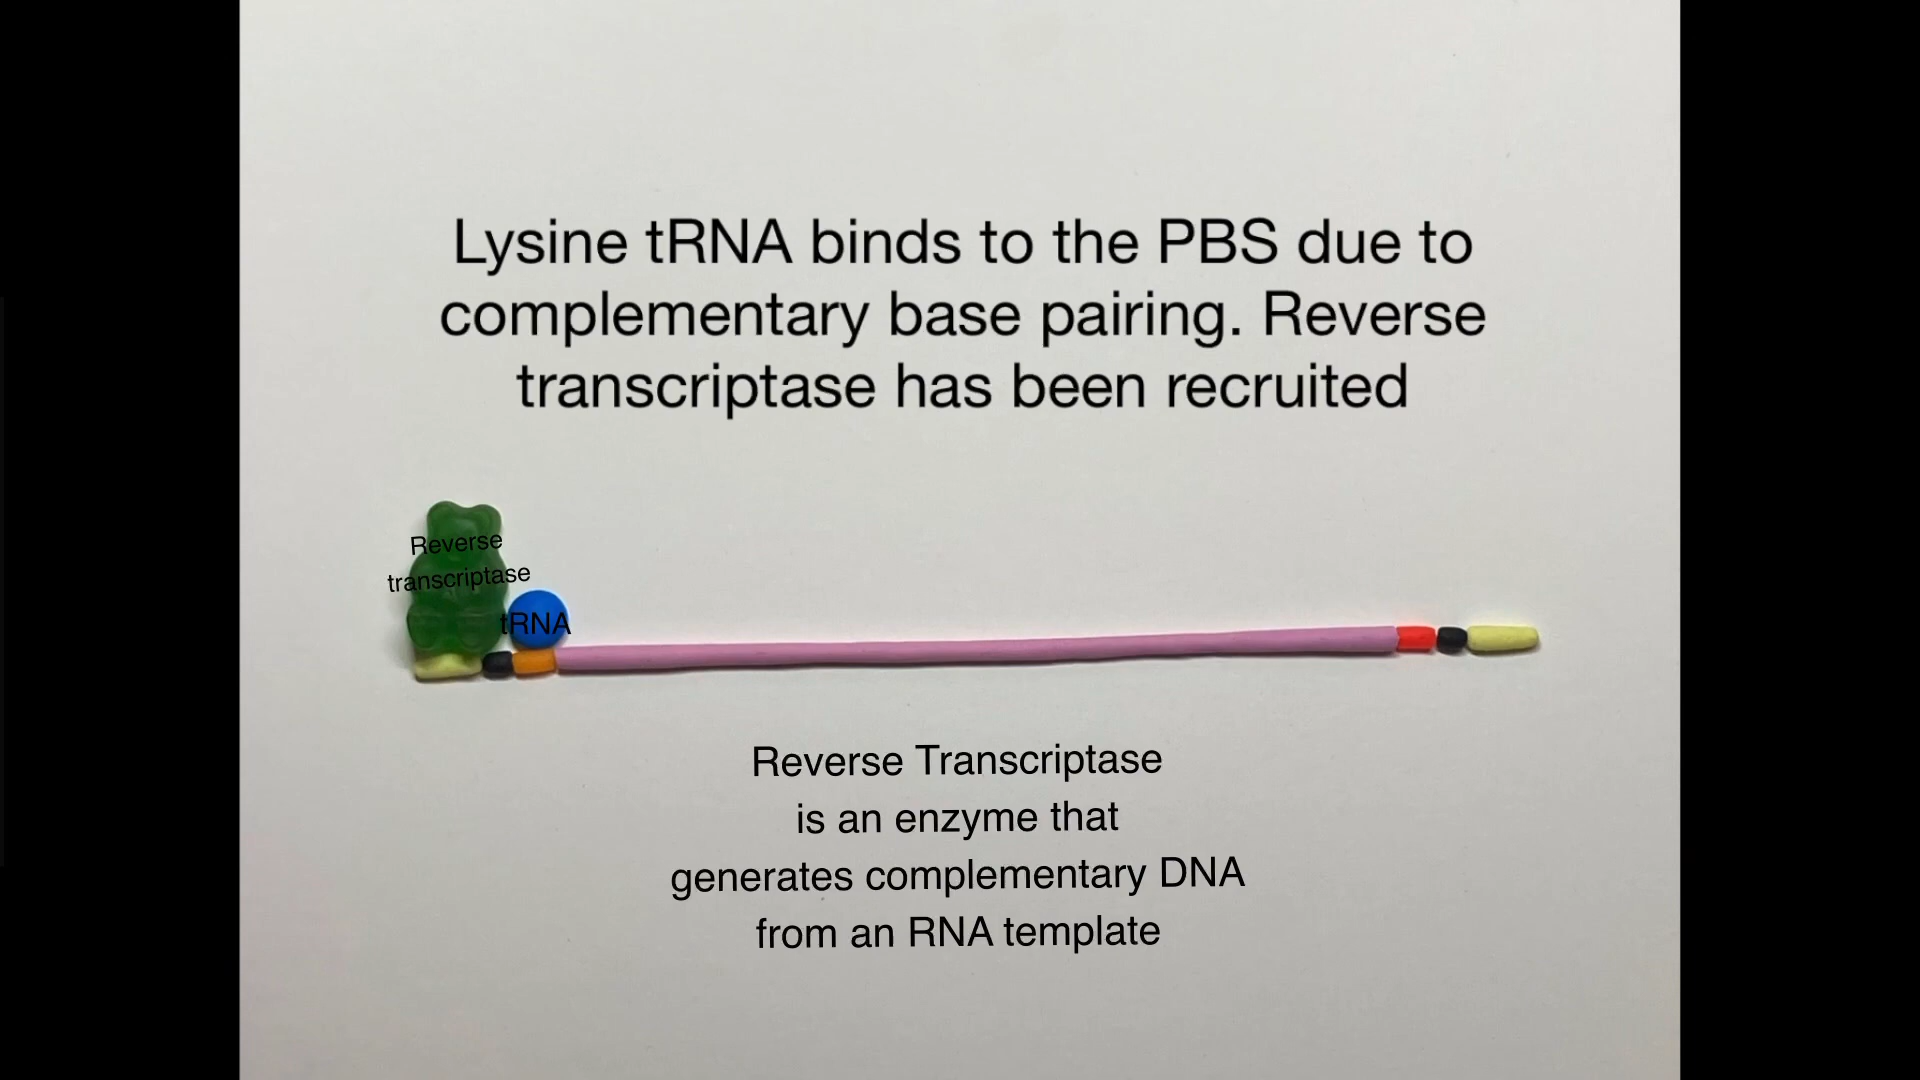 Lysine tRNA binds to the PBS due to
complementary base pairing. Reverse
transcriptase has been recruited
Reverse
transcriptase
tRNA
Reverse Transcriptase
is an enzyme that
generates complementary DNA
from an RNA template